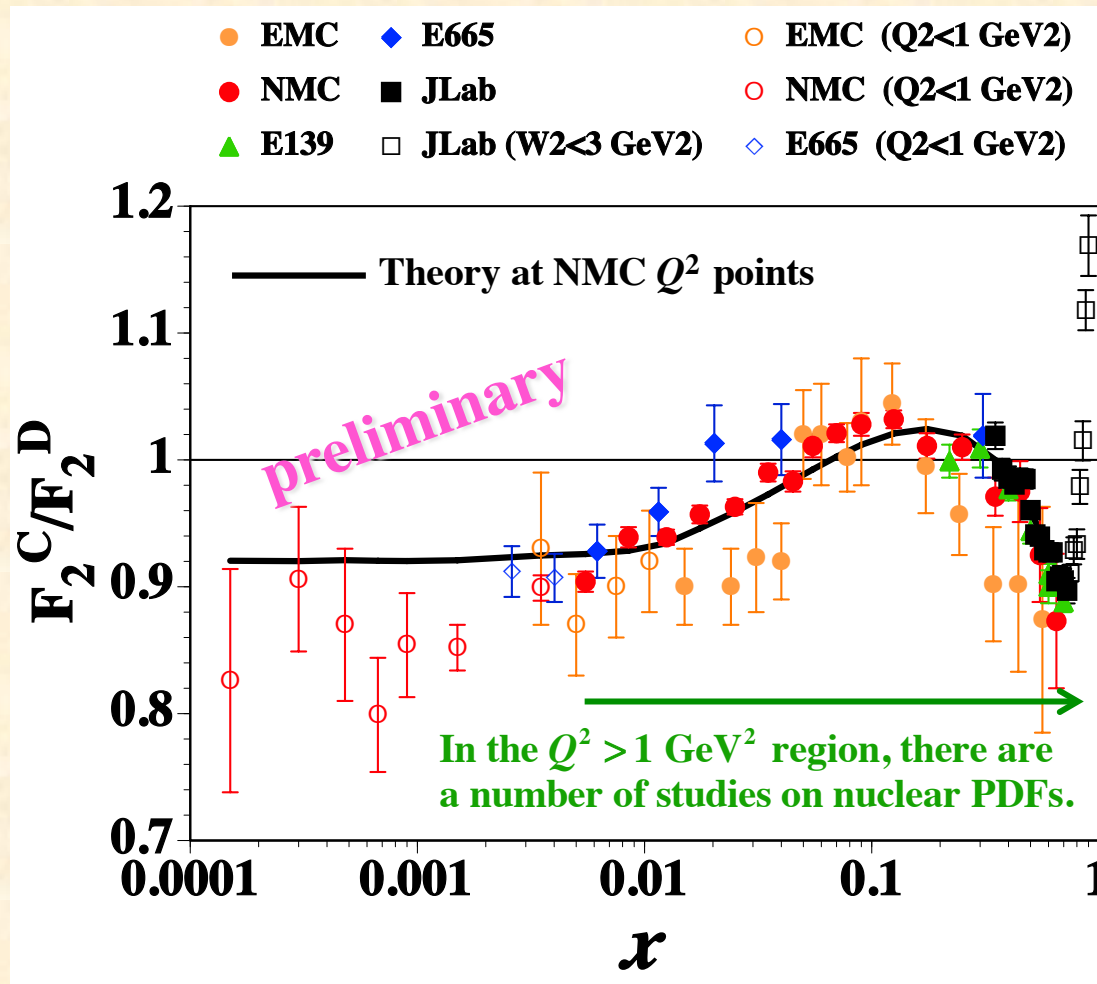 EMC E665 EMC (Q2<1 GeV2)
NMC JLab NMC (Q2<1 GeV2)
E139 JLab (W2<3 GeV2) E665 (Q2<1 GeV2)
1.2
Theory at NMC Q² points
1.1
preliminary
1
0.9
0.8
In the Q² > 1 GeV² region, there are
a number of studies on nuclear PDFs.
0.7
0.0001 0.001 0.01 0.1 1
x
F₂ᶜ/F₂ᴰ